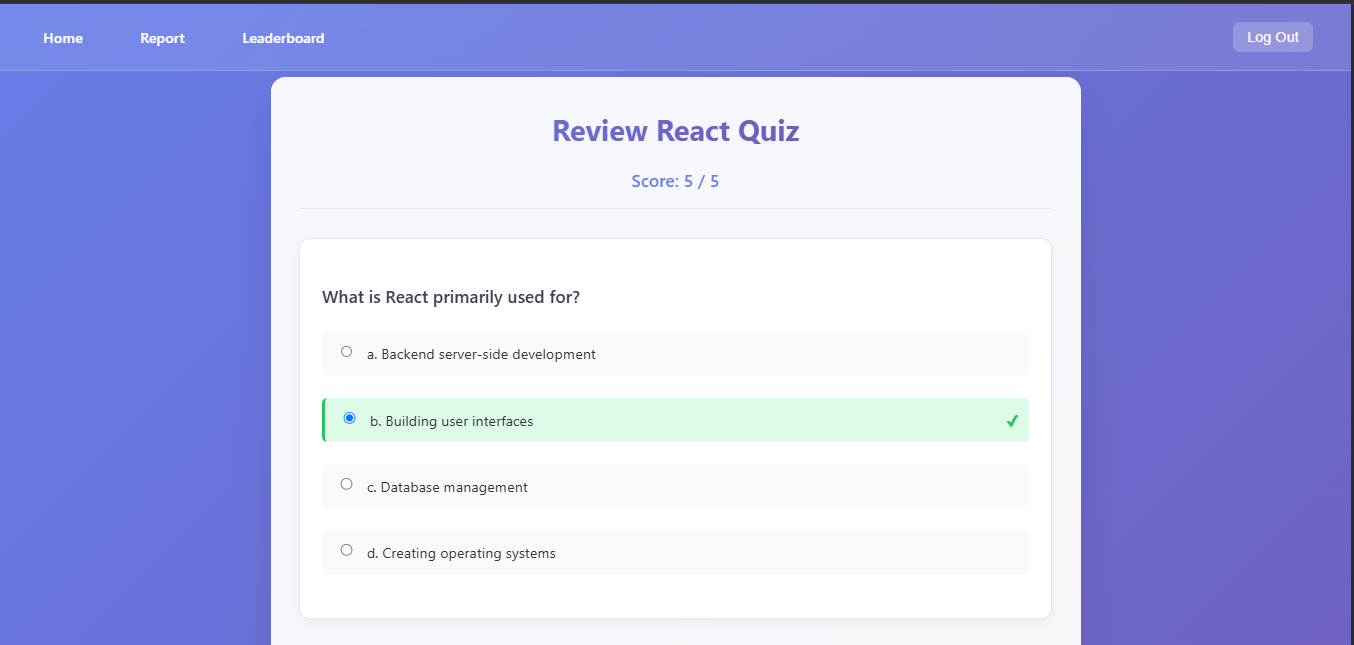 Home Report Leaderboard Log Out
Review React Quiz
Score: 5 / 5
What is React primarily used for?
a. Backend server-side development
b. Building user interfaces
c. Database management
d. Creating operating systems